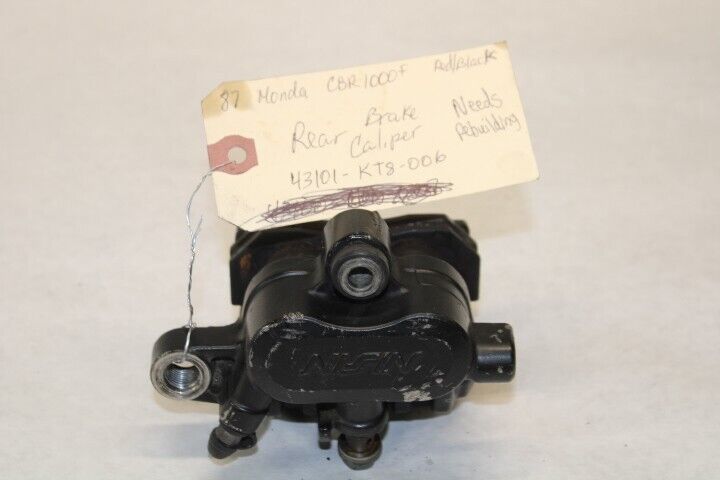 87 Honda CBR1000f Red/Black
Rear Brake Needs
Caliper Rebuilding
43101-KT8-006
NISSIN